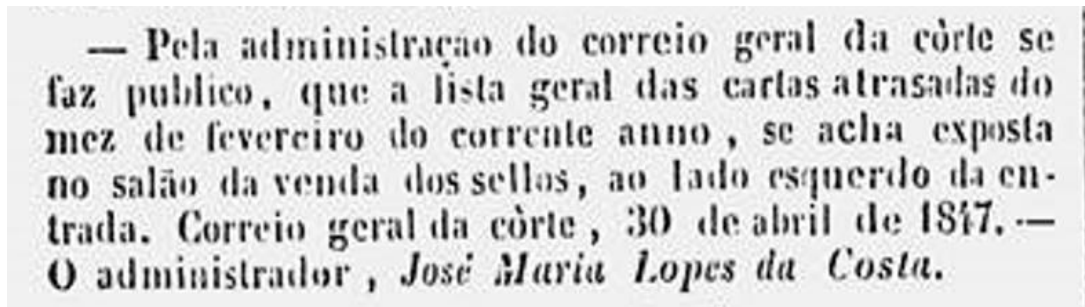 — Pela administração do correio geral da còrte se
faz publico, que a lista geral das cartas atrasadas do
mez de fevereiro do corrente anno, se acha exposta
no salão da venda dos sellos, ao lado esquerdo da en-
trada. Correio geral da còrte, 30 de abril de 1847. —
O administrador, José Maria Lopes da Costa.